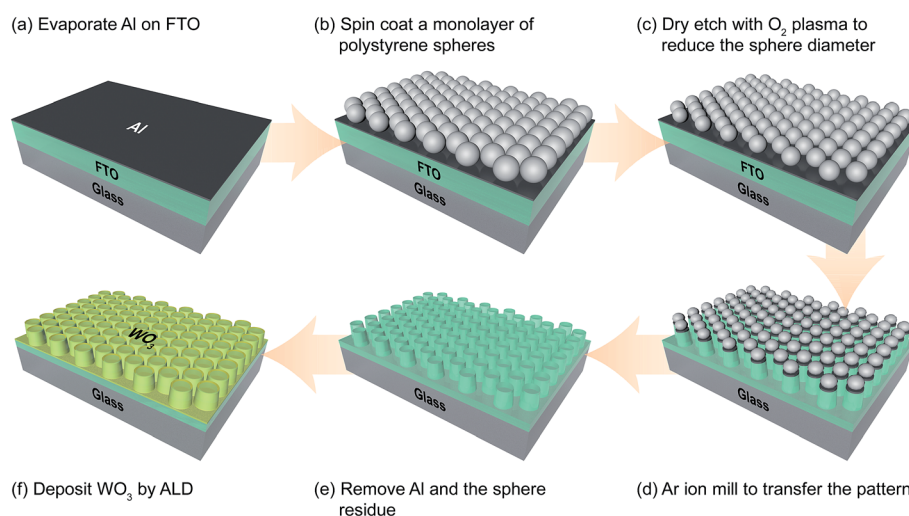 (a) Evaporate Al on FTO
(b) Spin coat a monolayer of
polystyrene spheres
(c) Dry etch with O₂ plasma to
reduce the sphere diameter
Al
FTO
Glass
FTO
Glass
FTO
Glass
WO₃
Glass
Glass
Glass
(f) Deposit WO₃ by ALD
(e) Remove Al and the sphere
residue
(d) Ar ion mill to transfer the pattern